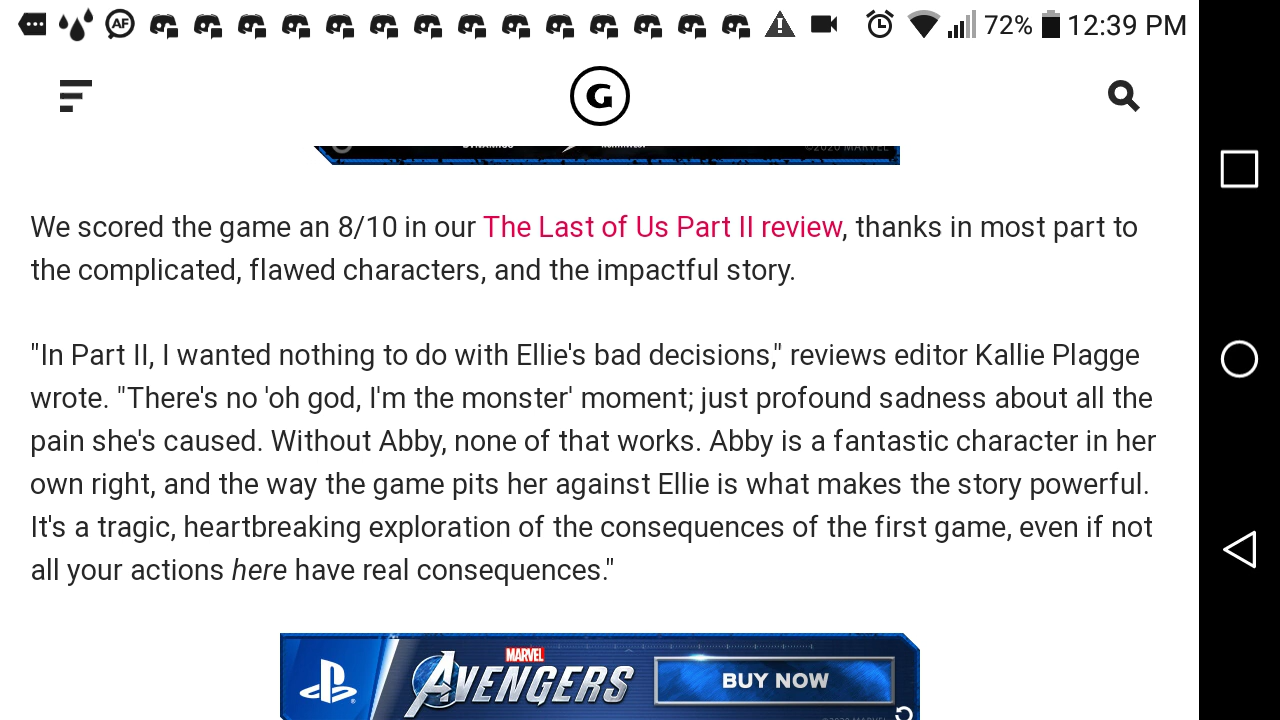 AF 72% 12:39 PM
G
©2020 MARVEL
We scored the game an 8/10 in our The Last of Us Part II review, thanks in most part to
the complicated, flawed characters, and the impactful story.
"In Part II, I wanted nothing to do with Ellie's bad decisions," reviews editor Kallie Plagge
wrote. "There's no 'oh god, I'm the monster' moment; just profound sadness about all the
pain she's caused. Without Abby, none of that works. Abby is a fantastic character in her
own right, and the way the game pits her against Ellie is what makes the story powerful.
It's a tragic, heartbreaking exploration of the consequences of the first game, even if not
all your actions here have real consequences."
MARVEL
AVENGERS
BUY NOW